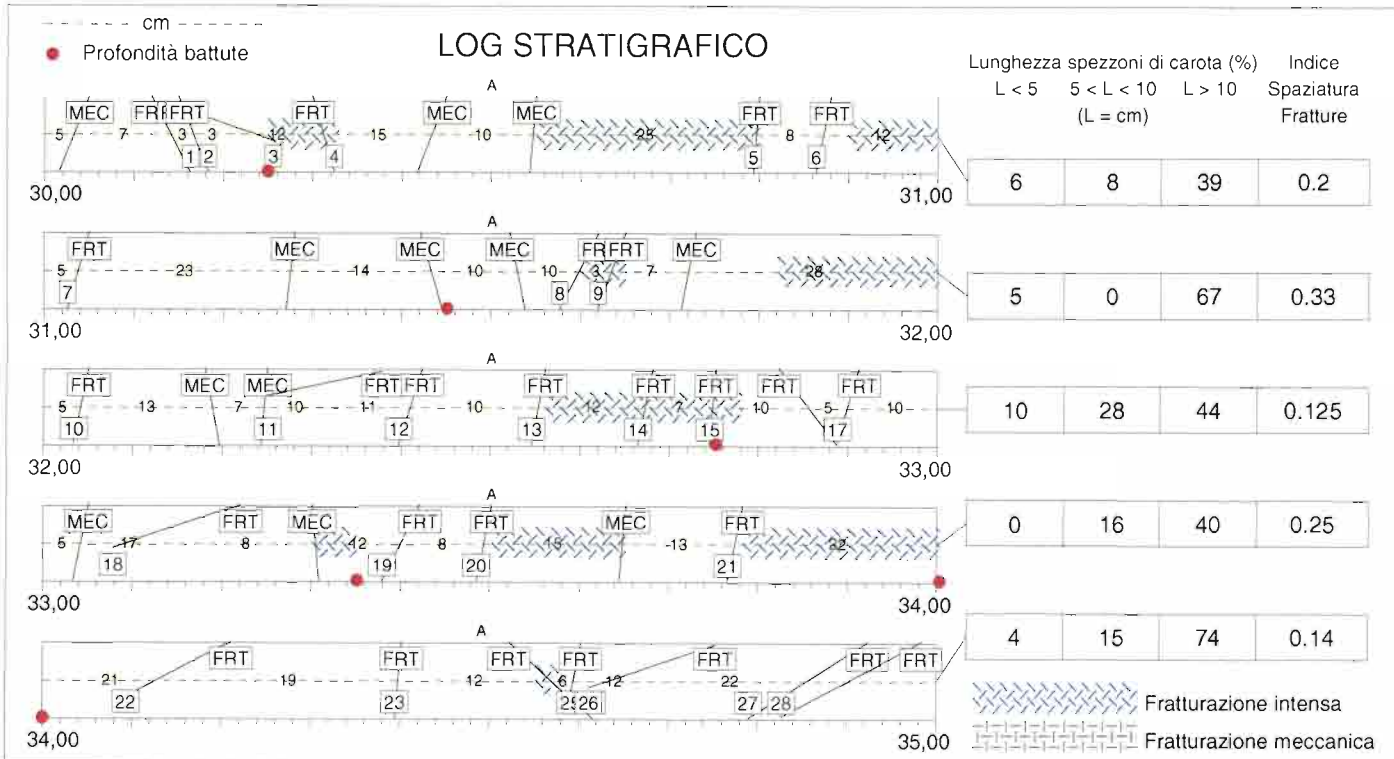 cm
Profondità battute
LOG STRATIGRAFICO
Lunghezza spezzoni di carota (%)
L < 5 5 < L < 10 L > 10
(L = cm)
Indice
Spaziatura
Fratture
A
MEC FRT FRT MEC MEC FRT FRT
5 7 3 3 12 15 10 25 8 12
1 2 3 4 5 6
30,00 31,00
6 8 39 0.2
A
FRT MEC MEC MEC FRT FRT MEC
5 23 14 10 10 3 7 28
7 8 9
31,00 32,00
5 0 67 0.33
A
FRT MEC MEC FRT FRT FRT FRT FRT FRT FRT
5 13 7 10 11 10 12 7 10 5 10
10 11 12 13 14 15 17
32,00 33,00
10 28 44 0.125
A
MEC FRT MEC FRT FRT MEC FRT
5 17 8 12 8 15 13 22
18 19 20 21
33,00 34,00
0 16 40 0.25
A
FRT FRT FRT FRT FRT FRT FRT
21 19 12 6 12 22
22 23 25 26 27 28
34,00 35,00
4 15 74 0.14
Fratturazione intensa
Fratturazione meccanica